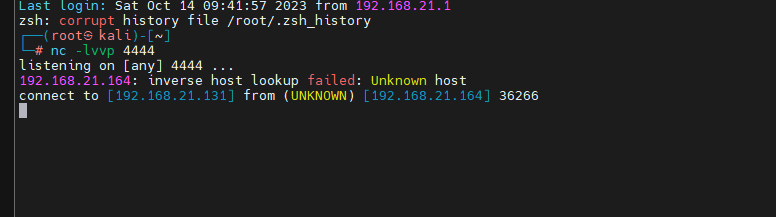 Last login: Sat Oct 14 09:41:57 2023 from 192.168.21.1
zsh: corrupt history file /root/.zsh_history
┌──(root㉿kali)-[~]
└─# nc -lvvp 4444
listening on [any] 4444 ...
192.168.21.164: inverse host lookup failed: Unknown host
connect to [192.168.21.131] from (UNKNOWN) [192.168.21.164] 36266